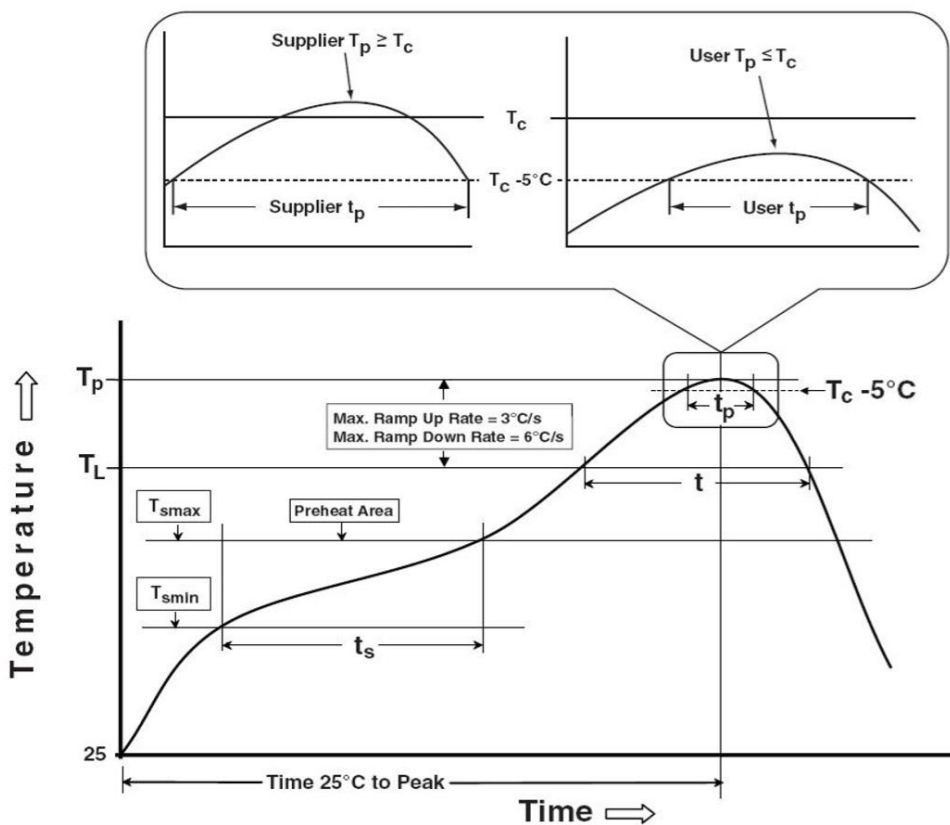 Supplier Tp ≥ Tc
User Tp ≤ Tc
Tc
Tc -5°C
Supplier tp
User tp
Tp
Tc -5°C
tp
Max. Ramp Up Rate = 3°C/s
Max. Ramp Down Rate = 6°C/s
TL
t
Tsmax
Preheat Area
Tsmin
ts
Temperature
25
Time 25°C to Peak
Time